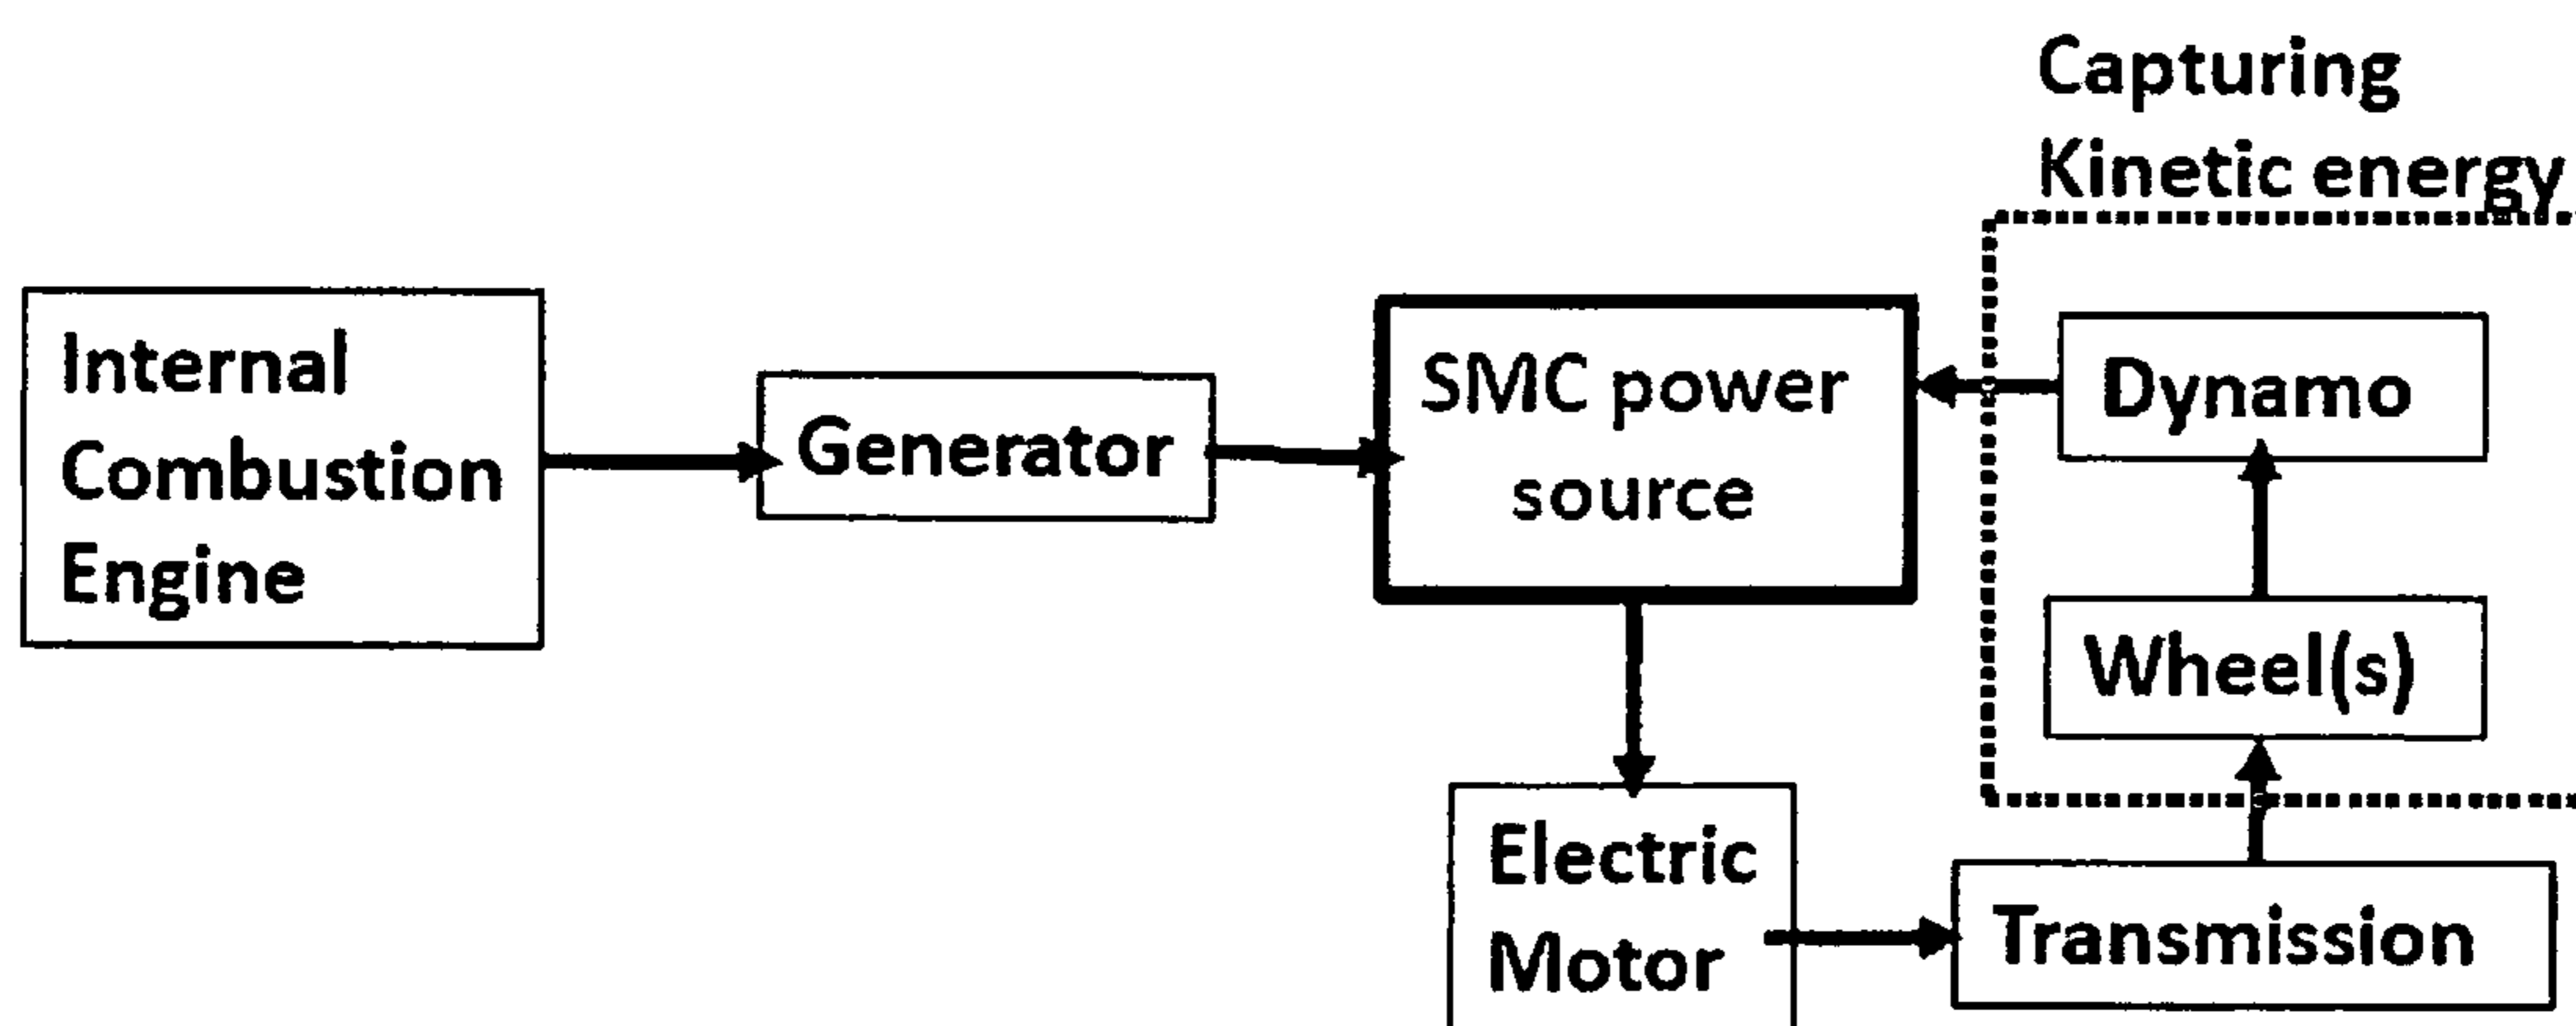 Capturing
Kinetic energy
Internal
Combustion
Engine
Generator
SMC power
source
Dynamo
Wheel(s)
Electric
Motor
Transmission